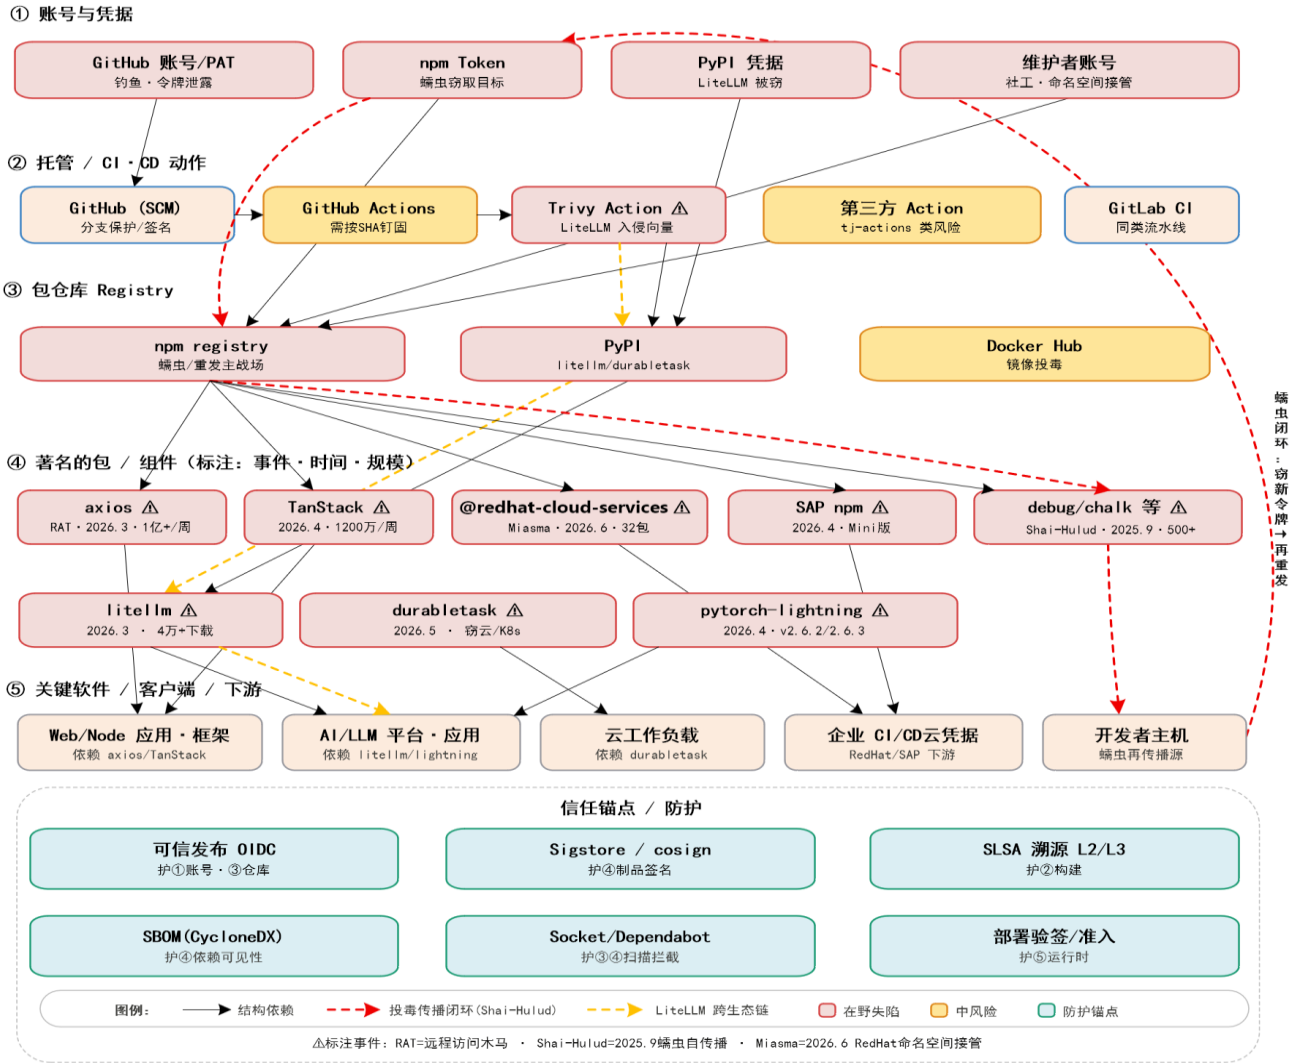 ① 账号与凭据
GitHub 账号/PAT
钓鱼·令牌泄露
npm Token
蠕虫窃取目标
PyPI 凭据
LiteLLM 被窃
维护者账号
社工·命名空间接管
② 托管 / CI·CD 动作
GitHub (SCM)
分支保护/签名
GitHub Actions
需按SHA钉固
Trivy Action ⚠
LiteLLM 入侵向量
第三方 Action
tj-actions 类风险
GitLab CI
同类流水线
③ 包仓库 Registry
npm registry
蠕虫/重发主战场
PyPI
litellm/durabletask
Docker Hub
镜像投毒
蠕虫闭环:窃新令牌→再重发
④ 著名的包 / 组件（标注: 事件·时间·规模）
axios ⚠
RAT·2026.3·1亿+/周
TanStack ⚠
2026.4·1200万/周
@redhat-cloud-services ⚠
Miasma·2026.6·32包
SAP npm ⚠
2026.4·Mini版
debug/chalk 等 ⚠
Shai-Hulud·2025.9·500+
litellm ⚠
2026.3 · 4万+下载
durabletask ⚠
2026.5 · 窃云/K8s
pytorch-lightning ⚠
2026.4·v2.6.2/2.6.3
⑤ 关键软件 / 客户端 / 下游
Web/Node 应用·框架
依赖 axios/TanStack
AI/LLM 平台·应用
依赖 litellm/lightning
云工作负载
依赖 durabletask
企业 CI/CD云凭据
RedHat/SAP 下游
开发者主机
蠕虫再传播源
信任锚点 / 防护
可信发布 OIDC
护①账号·③仓库
Sigstore / cosign
护④制品签名
SLSA 溯源 L2/L3
护②构建
SBOM(CycloneDX)
护④依赖可见性
Socket/Dependabot
护③④扫描拦截
部署验签/准入
护⑤运行时
图例: 结构依赖 投毒传播闭环(Shai-Hulud) LiteLLM 跨生态链 在野失陷 中风险 防护锚点
⚠标注事件: RAT=远程访问木马 · Shai-Hulud=2025.9蠕虫自传播 · Miasma=2026.6 RedHat命名空间接管